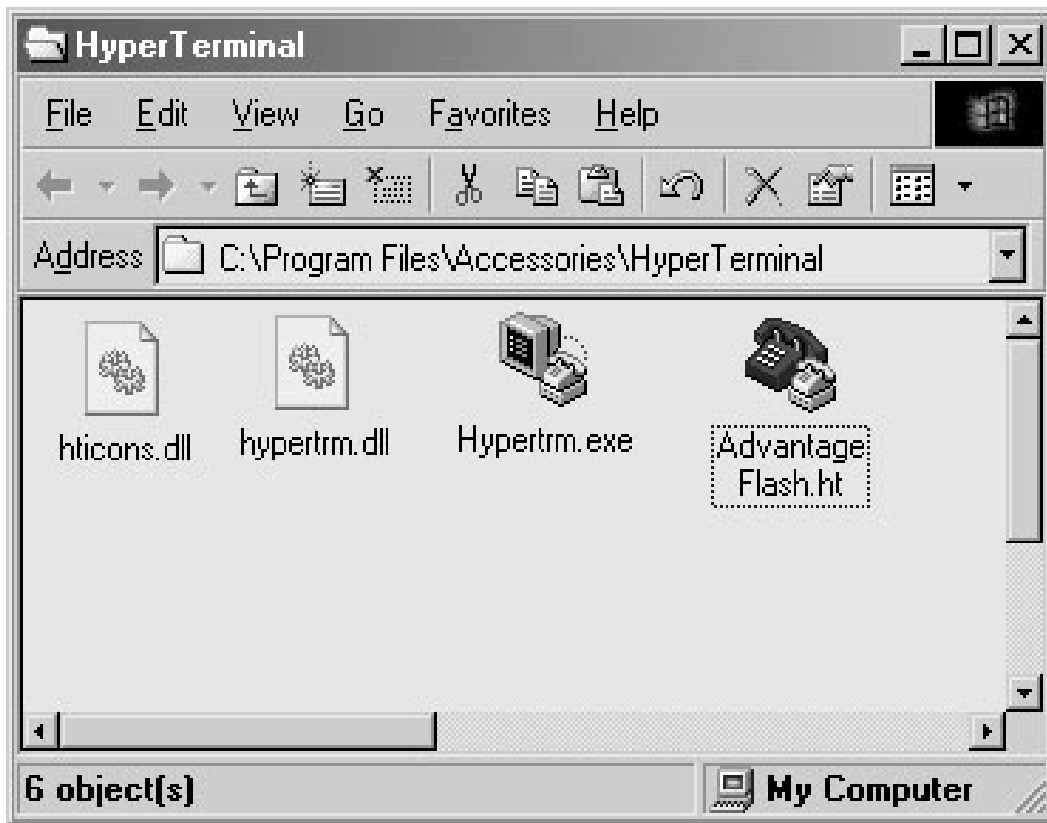 HyperTerminal
File Edit View Go Favorites Help
Address C:\Program Files\Accessories\HyperTerminal
hticons.dll hypertrm.dll Hypertrm.exe Advantage
Flash.ht
6 object(s) My Computer